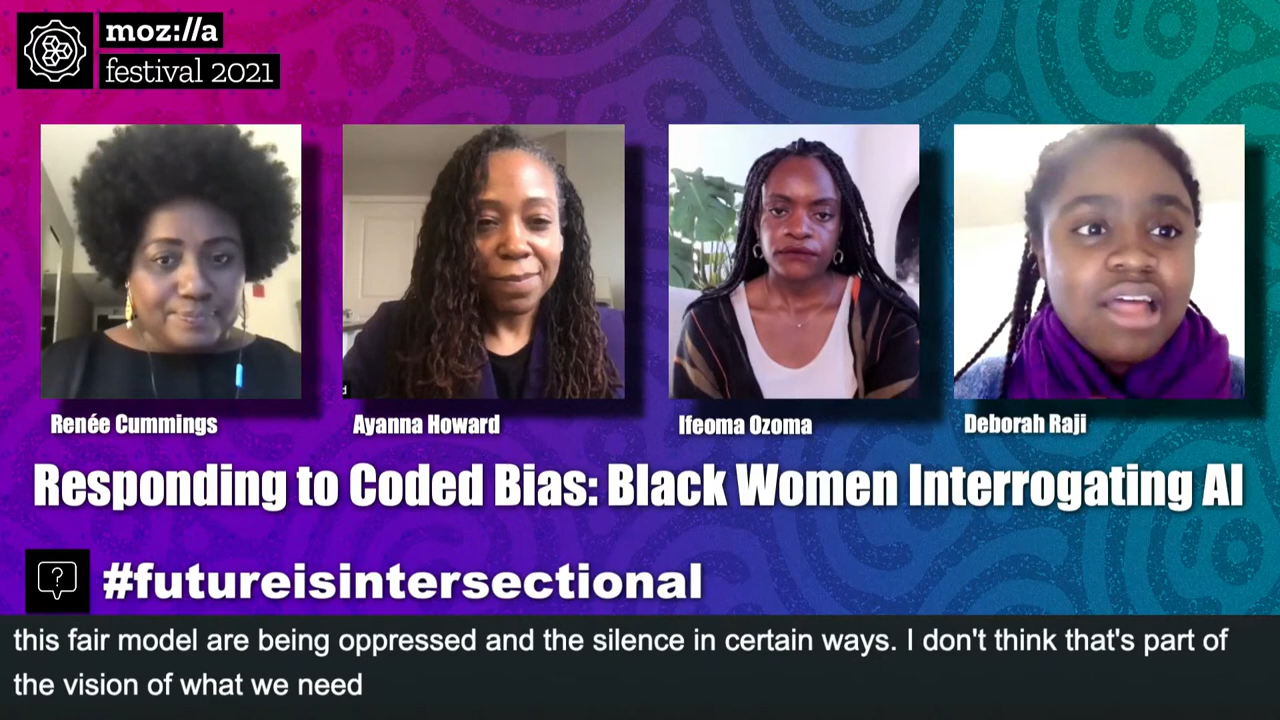 moz://a
festival 2021
Renée Cummings
Ayanna Howard
Ifeoma Ozoma
Deborah Raji
Responding to Coded Bias: Black Women Interrogating AI
?
#futureisintersectional
this fair model are being oppressed and the silence in certain ways. I don't think that's part of
the vision of what we need